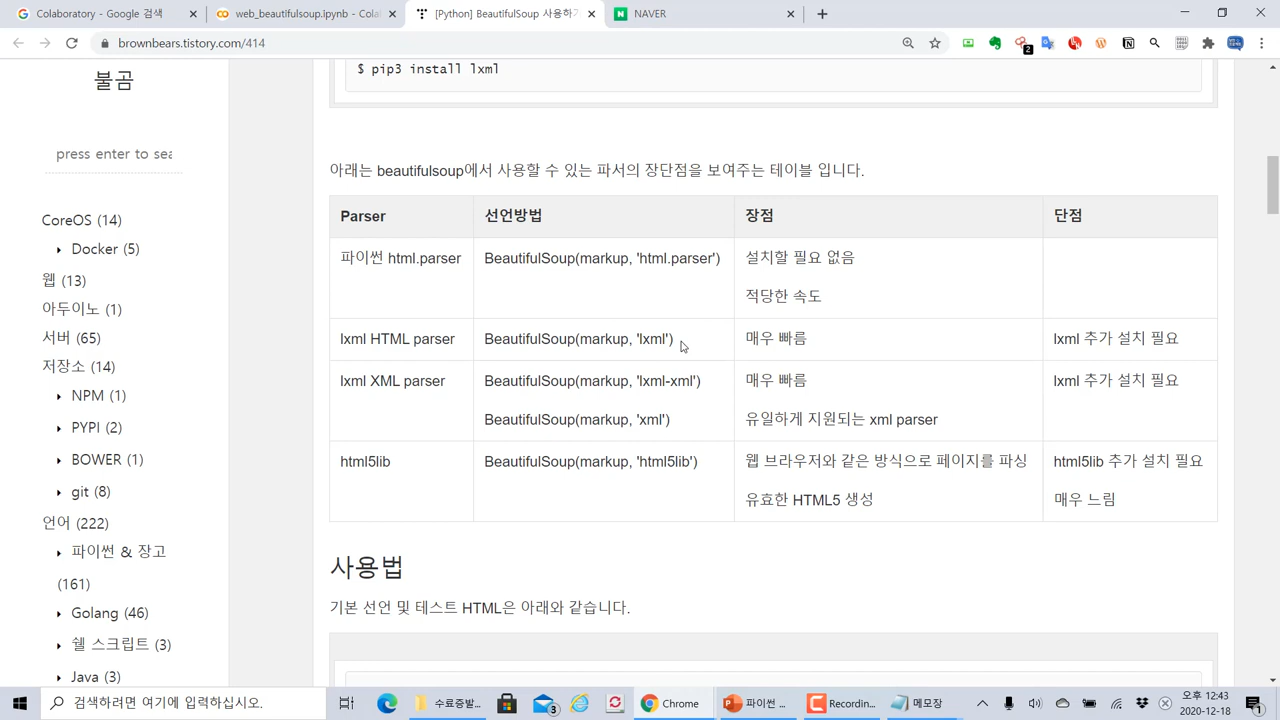 Colaboratory - Google 검색
web_beautifulsoup.ipynb - Colab
[Python] BeautifulSoup 사용하기
NAVER
brownbears.tistory.com/414
불곰
press enter to sea
CoreOS (14)
Docker (5)
웹 (13)
아두이노 (1)
서버 (65)
저장소 (14)
NPM (1)
PYPI (2)
BOWER (1)
git (8)
언어 (222)
파이썬 & 장고
(161)
Golang (46)
쉘 스크립트 (3)
Java (3)
$ pip3 install lxml
아래는 beautifulsoup에서 사용할 수 있는 파서의 장단점을 보여주는 테이블 입니다.
Parser 선언방법 장점 단점
파이썬 html.parser BeautifulSoup(markup, 'html.parser') 설치할 필요 없음
적당한 속도
lxml HTML parser BeautifulSoup(markup, 'lxml') 매우 빠름 lxml 추가 설치 필요
lxml XML parser BeautifulSoup(markup, 'lxml-xml') 매우 빠름 lxml 추가 설치 필요
BeautifulSoup(markup, 'xml') 유일하게 지원되는 xml parser
html5lib BeautifulSoup(markup, 'html5lib') 웹 브라우저와 같은 방식으로 페이지를 파싱 html5lib 추가 설치 필요
유효한 HTML5 생성 매우 느림
사용법
기본 선언 및 테스트 HTML은 아래와 같습니다.
검색하려면 여기에 입력하십시오.
수료증발...
Chrome
파이썬 ...
Recordin...
메모장
오후 12:43
2020-12-18